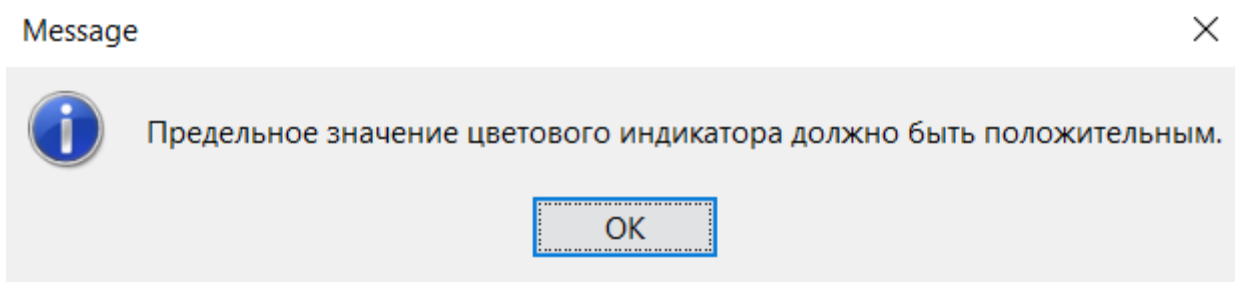 Message
Предельное значение цветового индикатора должно быть положительным.
OK